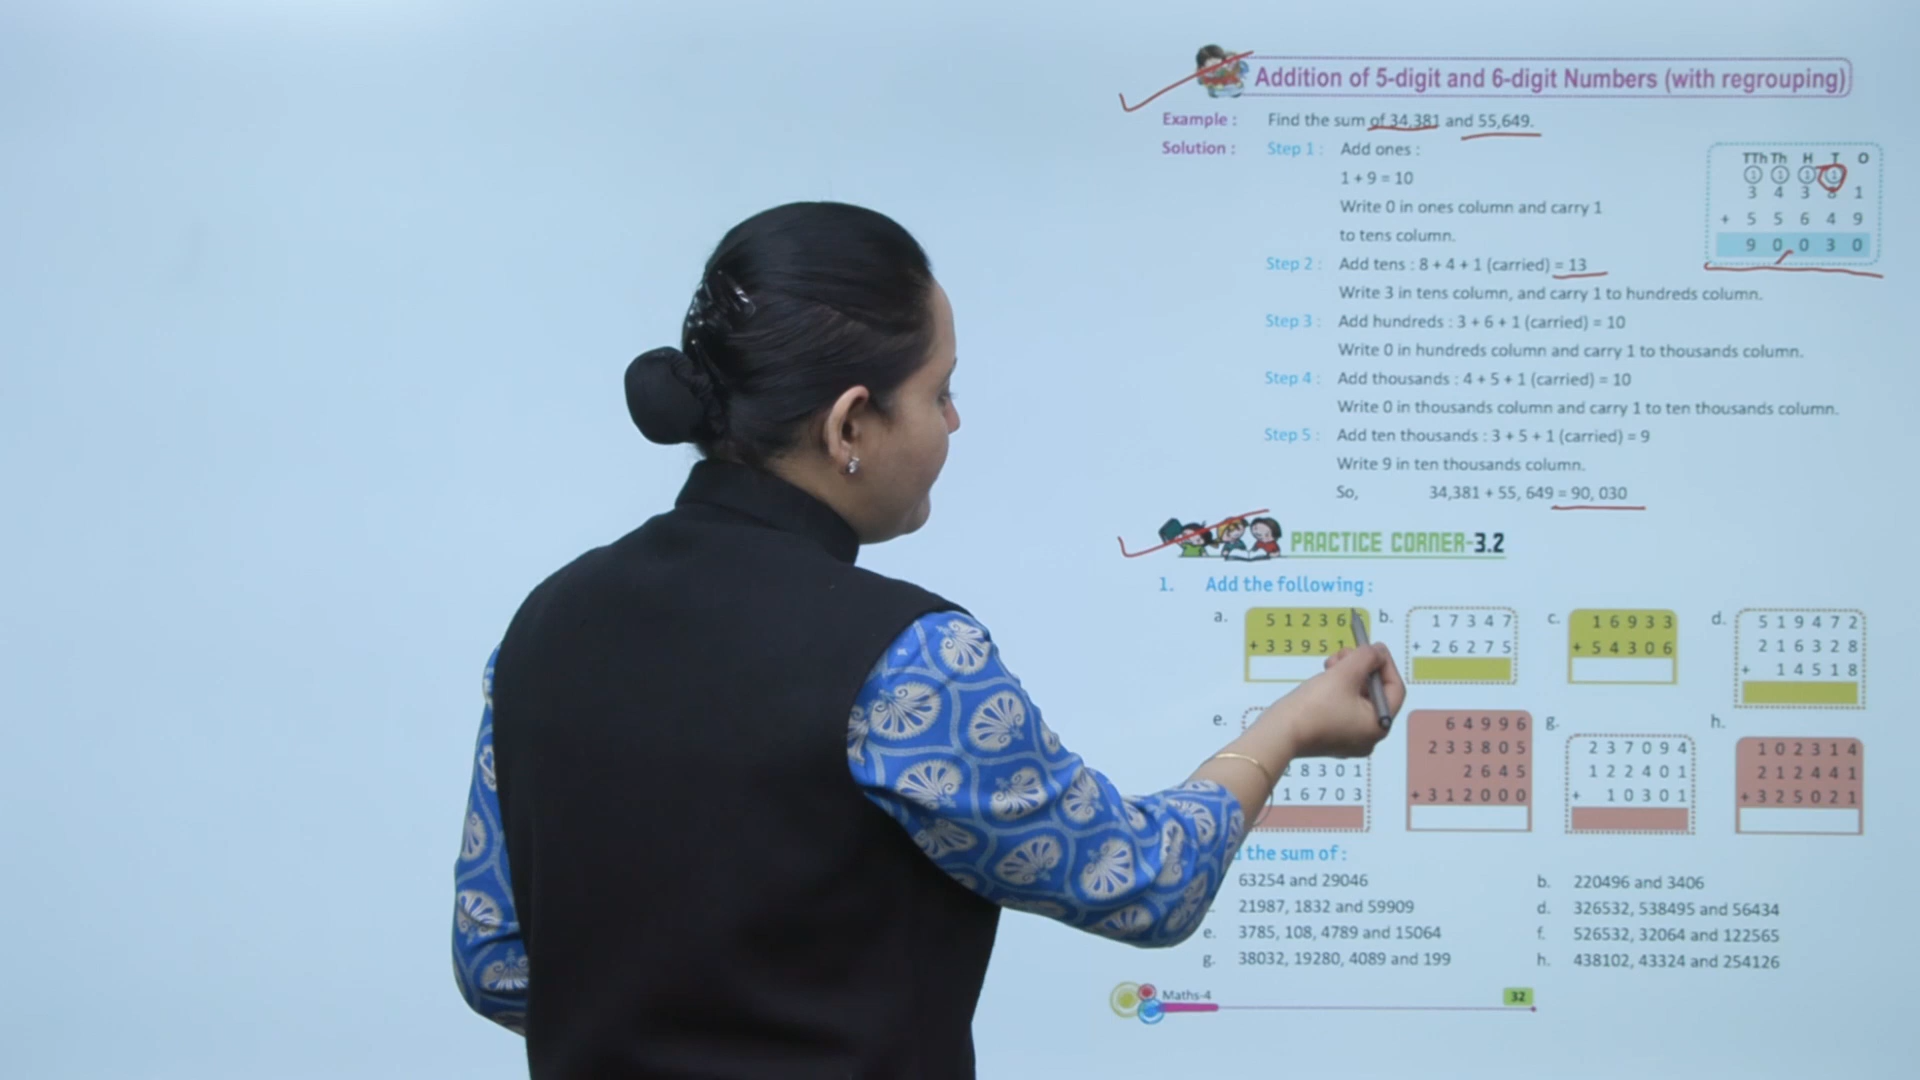 Addition of 5-digit and 6-digit Numbers (with regrouping)
Example : Find the sum of 34,381 and 55,649.
Solution : Step 1 : Add ones :
1 + 9 = 10
Write 0 in ones column and carry 1
to tens column.
TTh Th H T O
1 1 1 1
3 4 3 8 1
+ 5 5 6 4 9
9 0, 0 3 0
Step 2 : Add tens : 8 + 4 + 1 (carried) = 13
Write 3 in tens column, and carry 1 to hundreds column.
Step 3 : Add hundreds : 3 + 6 + 1 (carried) = 10
Write 0 in hundreds column and carry 1 to thousands column.
Step 4 : Add thousands : 4 + 5 + 1 (carried) = 10
Write 0 in thousands column and carry 1 to ten thousands column.
Step 5 : Add ten thousands : 3 + 5 + 1 (carried) = 9
Write 9 in ten thousands column.
So, 34,381 + 55, 649 = 90, 030
PRACTICE CORNER-3.2
1. Add the following :
a. 5 1 2 3 6
+ 3 3 9 5 1
b. 1 7 3 4 7
+ 2 6 2 7 5
c. 1 6 9 3 3
+ 5 4 3 0 6
d. 5 1 9 4 7 2
2 1 6 3 2 8
+ 1 4 5 1 8
e.
2 8 3 0 1
1 6 7 0 3
6 4 9 9 6
2 3 3 8 0 5
2 6 4 5
+ 3 1 2 0 0 0
g. 2 3 7 0 9 4
1 2 2 4 0 1
+ 1 0 3 0 1
h. 1 0 2 3 1 4
2 1 2 4 4 1
+ 3 2 5 0 2 1
the sum of :
63254 and 29046
b. 220496 and 3406
21987, 1832 and 59909
d. 326532, 538495 and 56434
e. 3785, 108, 4789 and 15064
f. 526532, 32064 and 122565
g. 38032, 19280, 4089 and 199
h. 438102, 43324 and 254126
Maths-4
32